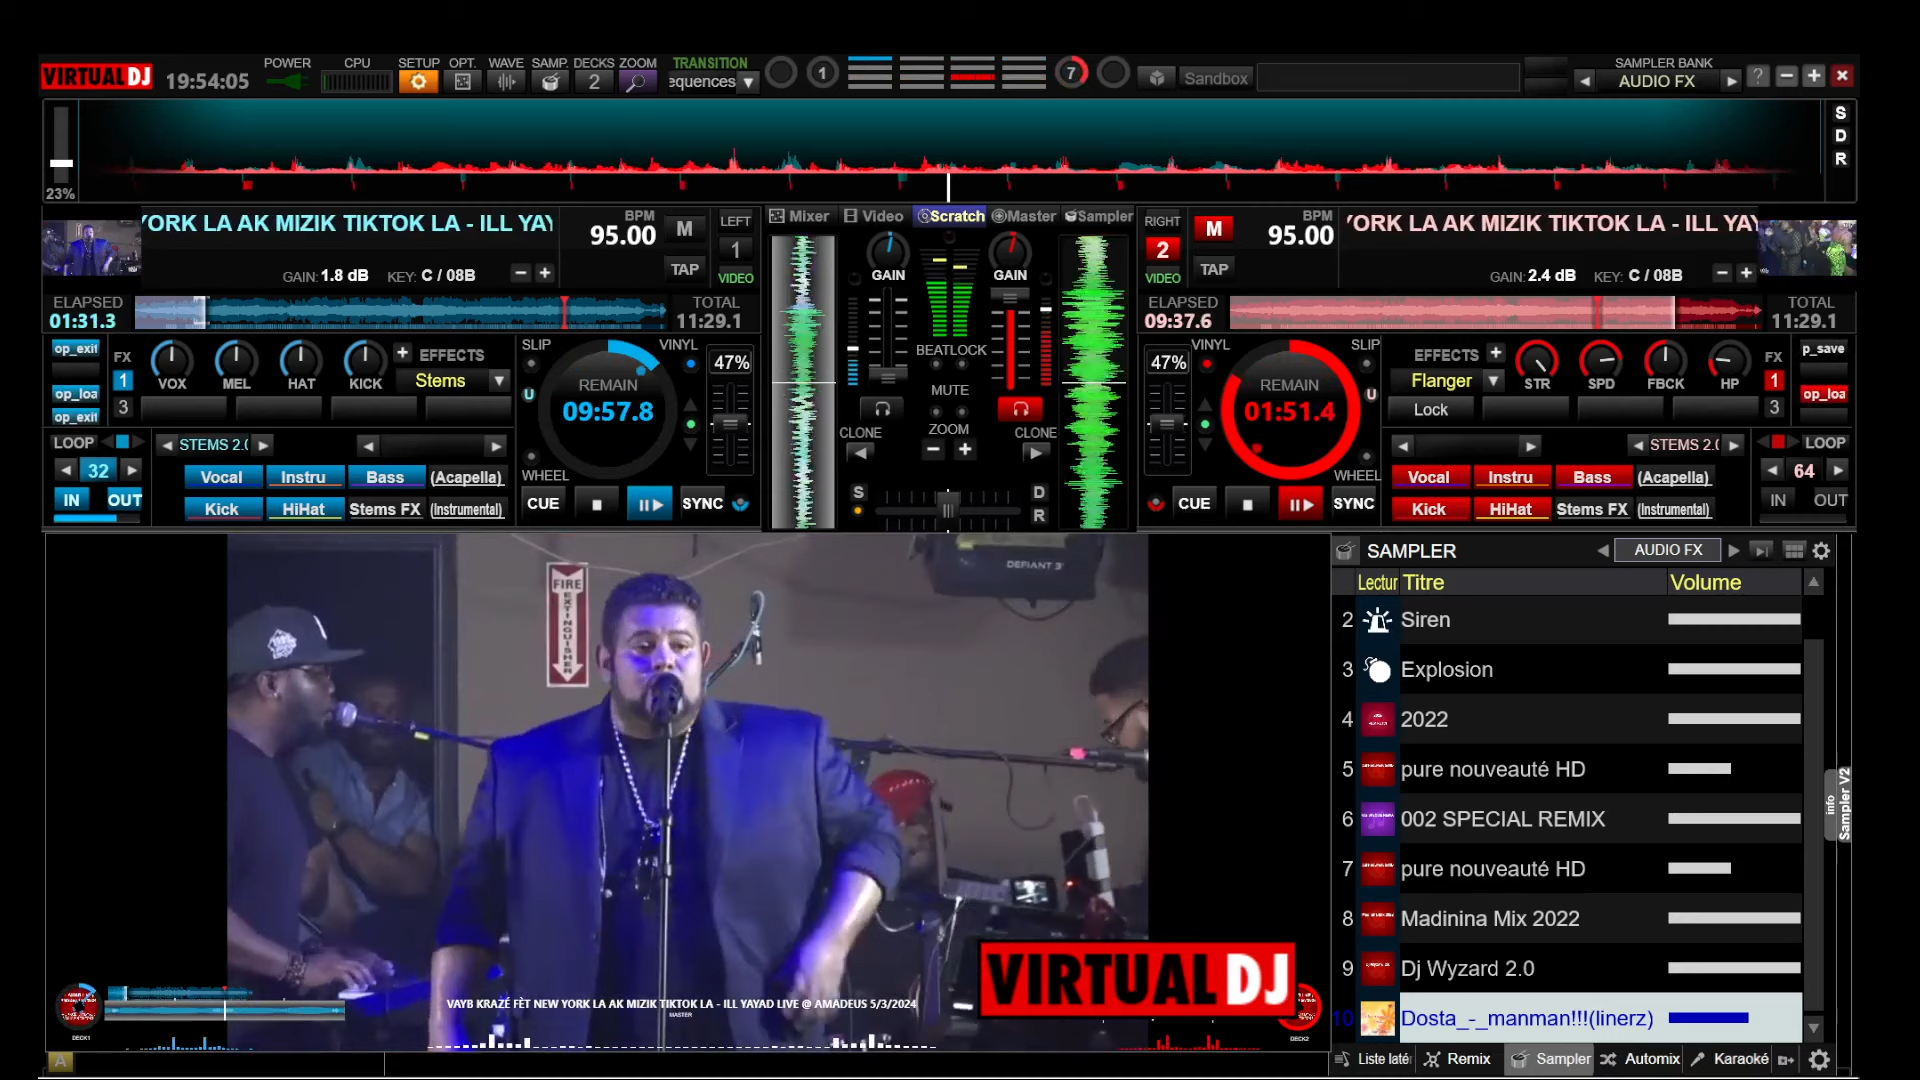 VIRTUAL DJ
19:54:05
POWER
CPU
SETUP
OPT.
WAVE
SAMP.
DECKS
2
ZOOM
TRANSITION
equences
1
7
Sandbox
SAMPLER BANK
AUDIO FX
?
S
D
R
23%
YORK LA AK MIZIK TIKTOK LA - ILL YAY
BPM
95.00
M
TAP
LEFT
1
VIDEO
GAIN: 1.8 dB KEY: C / 08B
ELAPSED
01:31.3
TOTAL
11:29.1
Mixer
Video
Scratch
Master
Sampler
GAIN
GAIN
BEATLOCK
MUTE
ZOOM
CLONE
CLONE
S
D
R
RIGHT
2
VIDEO
M
TAP
BPM
95.00
YORK LA AK MIZIK TIKTOK LA - ILL YAY
GAIN: 2.4 dB KEY: C / 08B
ELAPSED
09:37.6
TOTAL
11:29.1
op_exit
op_loa
op_exit
FX
1
3
VOX
MEL
HAT
KICK
EFFECTS
Stems
LOOP
32
IN
OUT
STEMS 2.(
Vocal
Instru
Bass
(Acapella)
Kick
HiHat
Stems FX
(Instrumental)
SLIP
VINYL
U
47%
REMAIN
09:57.8
WHEEL
CUE
SYNC
47%
VINYL
SLIP
U
REMAIN
01:51.4
WHEEL
CUE
SYNC
EFFECTS
Flanger
Lock
STR
SPD
FBCK
HP
FX
1
3
p_save
op_loa
STEMS 2.(
LOOP
64
IN
OUT
Vocal
Instru
Bass
(Acapella)
Kick
HiHat
Stems FX
(Instrumental)
FIRE
EXTINGUISHER
DEFIANT 3
VAYB KRAZÉ FÈT NEW YORK LA AK MIZIK TIKTOK LA - ILL YAYAD LIVE @ AMADEUS 5/3/2024
MASTER
DECK1
VIRTUAL DJ
DECK2
A
SAMPLER
AUDIO FX
Lectur
Titre
Volume
2 Siren
3 Explosion
4 2022
5 pure nouveauté HD
6 002 SPECIAL REMIX
7 pure nouveauté HD
8 Madinina Mix 2022
9 Dj Wyzard 2.0
10 Dosta_-_manman!!!(linerz)
info
Sampler V2
Liste laté
Remix
Sampler
Automix
Karaoké